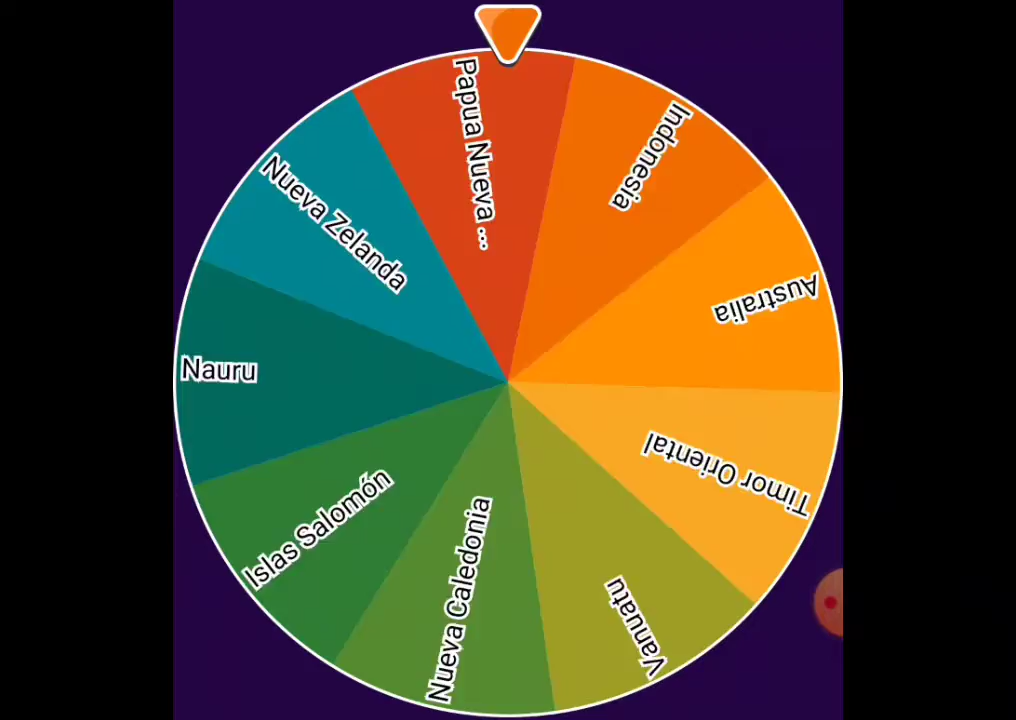 Papua Nueva ...
Indonesia
Australia
Timor Oriental
Vanuatu
Nueva Caledonia
Islas Salomón
Nauru
Nueva Zelanda